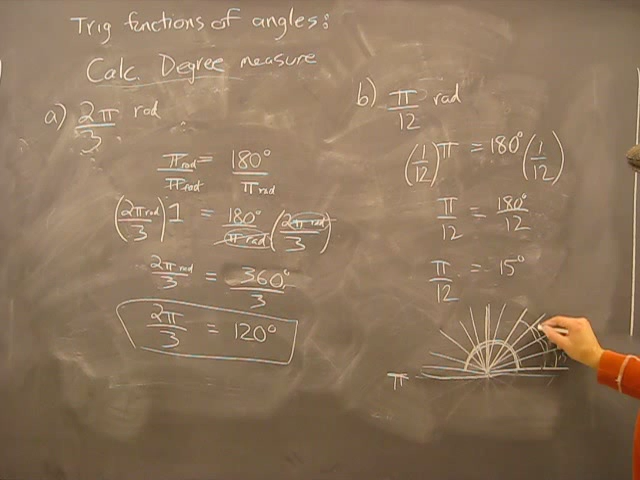 Trig functions of angles:
Calc. Degree measure
a) 2π/3 rad
π rad/π rad = 180°/π rad
(2π rad/3) 1 = 180°/π rad (2π rad/3)
2π rad/3 = 360°/3
2π/3 = 120°
b) π/12 rad
(1/12) π = 180° (1/12)
π/12 = 180°/12
π/12 = 15°
π